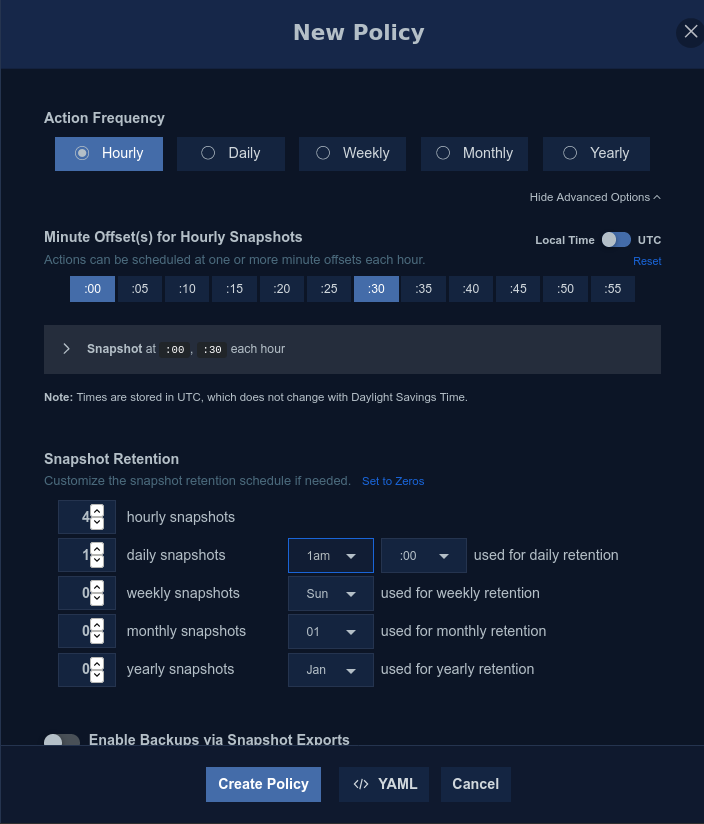 New Policy
Action Frequency
Hourly Daily Weekly Monthly Yearly
Hide Advanced Options
Minute Offset(s) for Hourly Snapshots
Local Time UTC
Actions can be scheduled at one or more minute offsets each hour.
Reset
:00 :05 :10 :15 :20 :25 :30 :35 :40 :45 :50 :55
Snapshot at :00, :30 each hour
Note: Times are stored in UTC, which does not change with Daylight Savings Time.
Snapshot Retention
Customize the snapshot retention schedule if needed. Set to Zeros
4 hourly snapshots
1 daily snapshots 1am :00 used for daily retention
0 weekly snapshots Sun used for weekly retention
0 monthly snapshots 01 used for monthly retention
0 yearly snapshots Jan used for yearly retention
Enable Backups via Snapshot Exports
Create Policy </> YAML Cancel